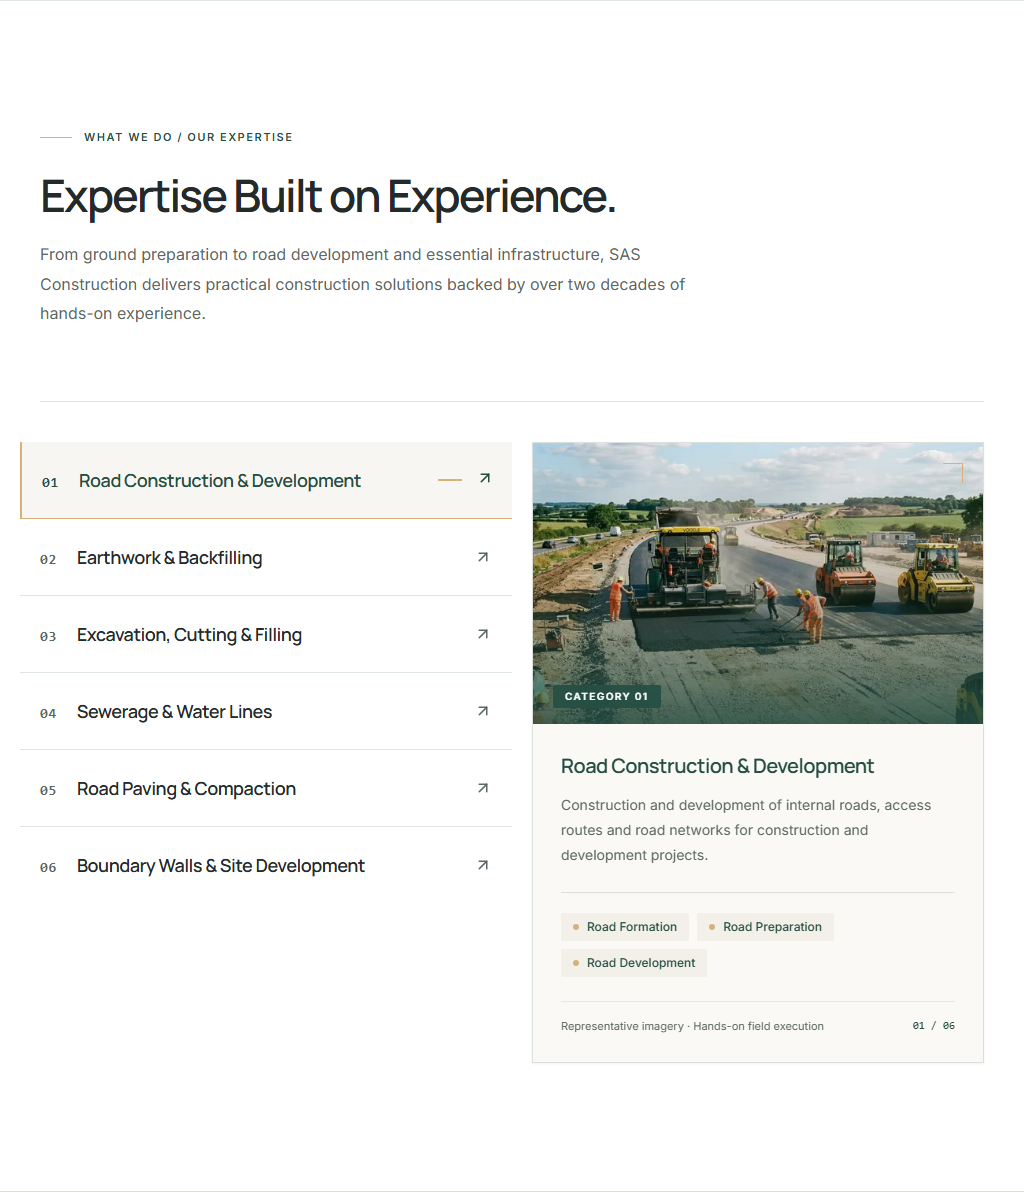 WHAT WE DO / OUR EXPERTISE
Expertise Built on Experience.
From ground preparation to road development and essential infrastructure, SAS
Construction delivers practical construction solutions backed by over two decades of
hands-on experience.
01 Road Construction & Development
02 Earthwork & Backfilling
03 Excavation, Cutting & Filling
04 Sewerage & Water Lines
05 Road Paving & Compaction
06 Boundary Walls & Site Development
CATEGORY 01
Road Construction & Development
Construction and development of internal roads, access
routes and road networks for construction and
development projects.
Road Formation
Road Preparation
Road Development
Representative imagery · Hands-on field execution
01 / 06